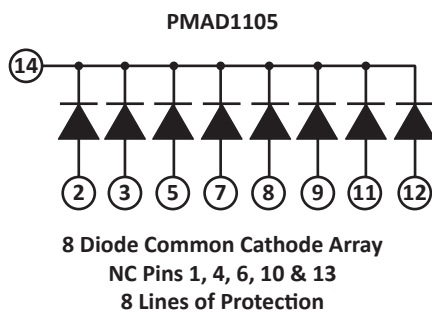 PMAD1105
14
2 3 5 7 8 9 11 12
8 Diode Common Cathode Array
NC Pins 1, 4, 6, 10 & 13
8 Lines of Protection